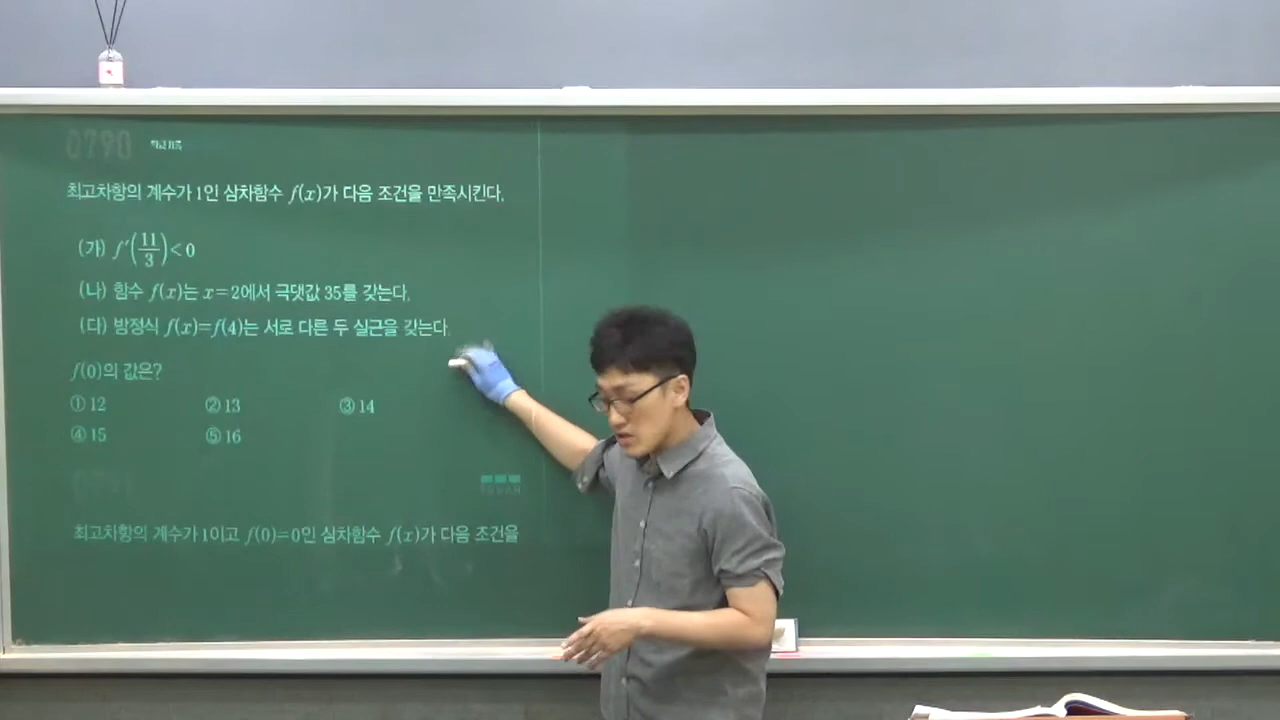 0790
최고차항의 계수가 1인 삼차함수 f(x)가 다음 조건을 만족시킨다.
(가) f′(11/3)<0
(나) 함수 f(x)는 x=2에서 극댓값 35를 갖는다.
(다) 방정식 f(x)=f(4)는 서로 다른 두 실근을 갖는다.
f(0)의 값은?
① 12 ② 13 ③ 14
④ 15 ⑤ 16
최고차항의 계수가 1이고 f(0)=0인 삼차함수 f(x)가 다음 조건을